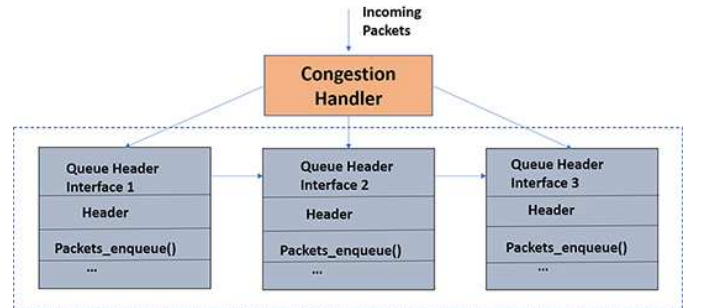 Incoming
Packets
Congestion
Handler
Queue Header
Interface 1
Header
Packets_enqueue()
...
Queue Header
Interface 2
Header
Packets_enqueue()
...
Queue Header
Interface 3
Header
Packets_enqueue()
...